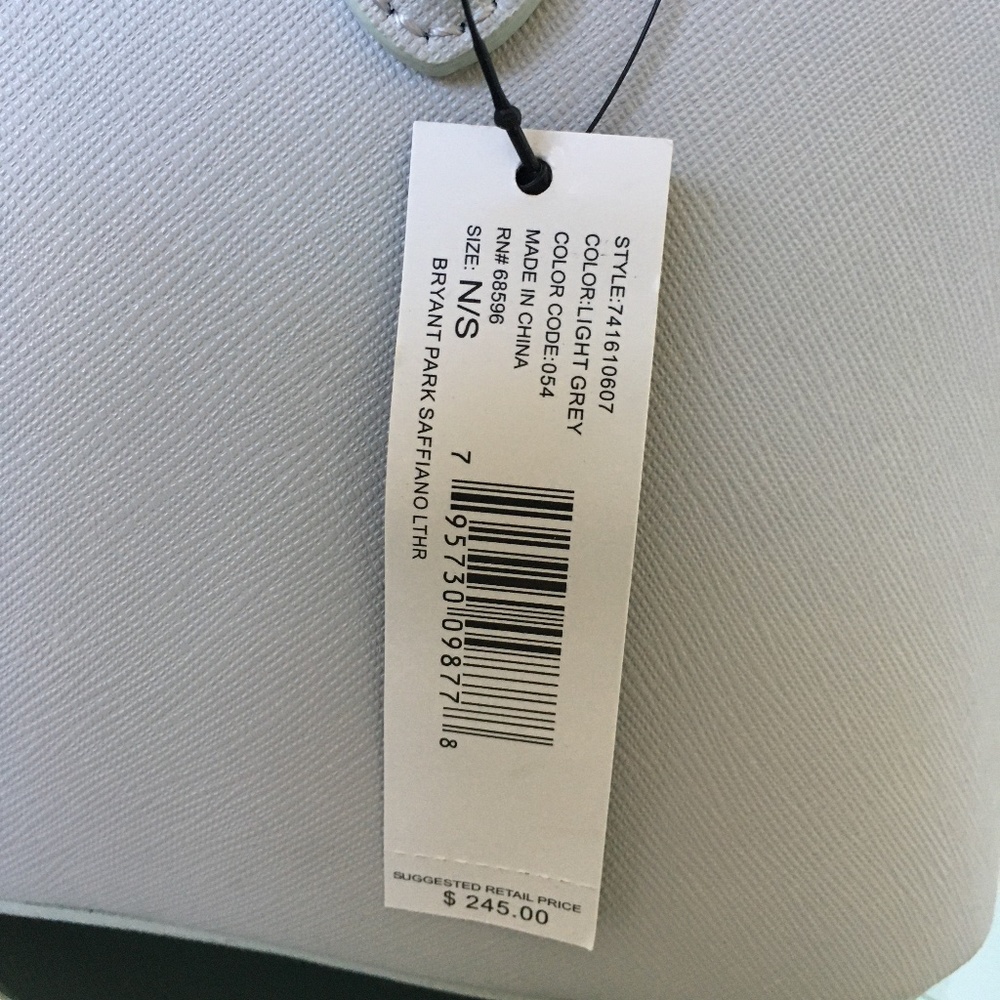 STYLE:741610607
COLOR:LIGHT GREY
COLOR CODE:054
MADE IN CHINA
RN# 68596
SIZE: N/S
BRYANT PARK SAFFIANO LTHR
7 95730 09877 8
SUGGESTED RETAIL PRICE
$ 245.00